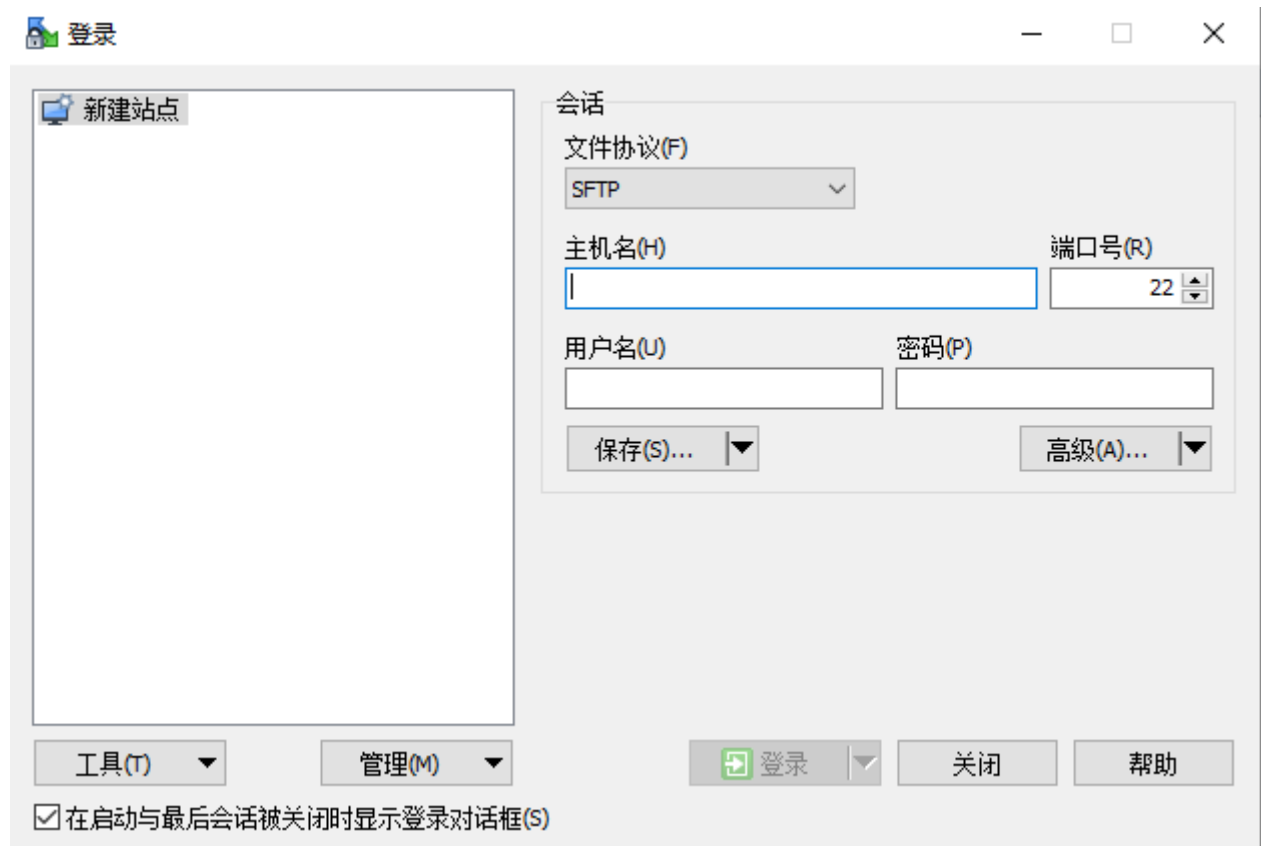 登录
新建站点
会话
文件协议(F)
SFTP
主机名(H)
端口号(R)
22
用户名(U)
密码(P)
保存(S)...
高级(A)...
工具(T)
管理(M)
登录
关闭
帮助
在启动与最后会话被关闭时显示登录对话框(S)